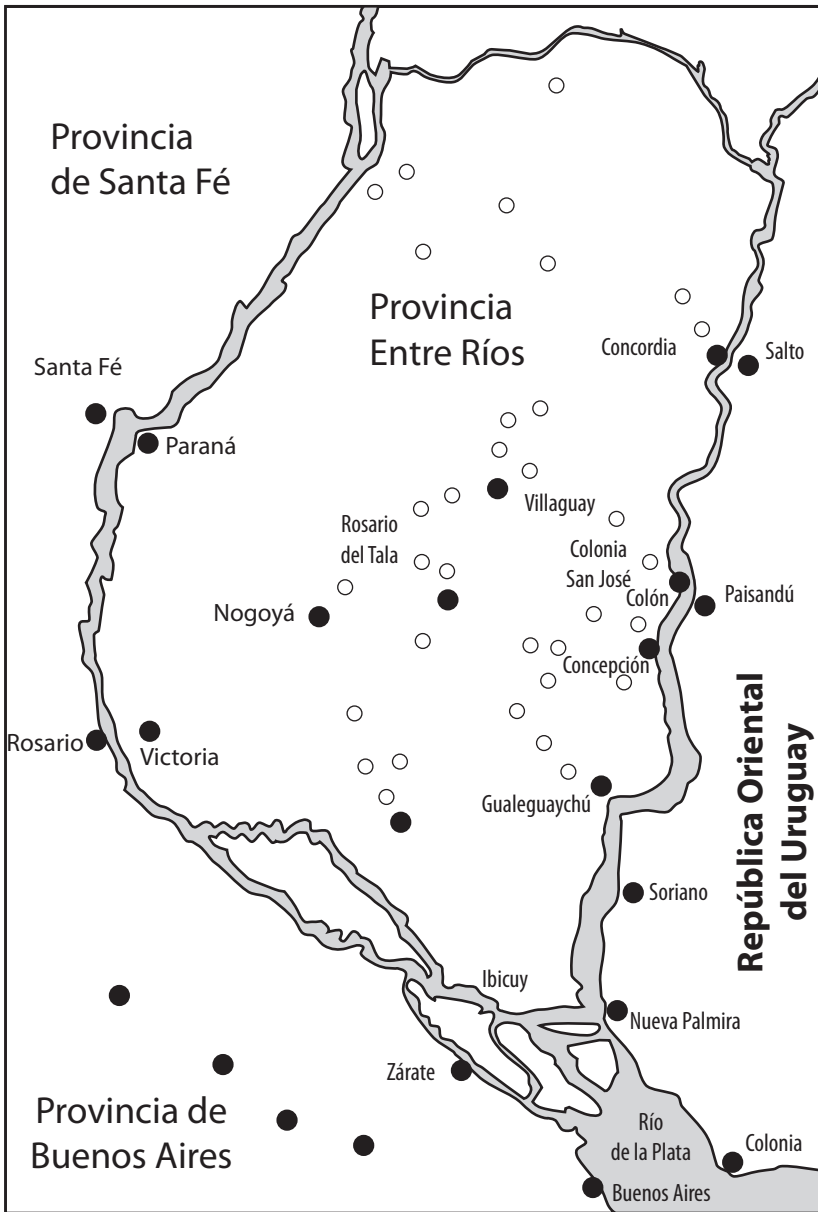 Provincia
de Santa Fé
Provincia
Entre Ríos
Concordia
Salto
Santa Fé
Paraná
Villaguay
Rosario
del Tala
Colonia
San José
Colón
Paisandú
Nogoyá
Concepción
República Oriental
del Uruguay
Rosario
Victoria
Gualeguaychú
Soriano
Ibicuy
Nueva Palmira
Zárate
Provincia de
Buenos Aires
Río
de la Plata
Colonia
Buenos Aires